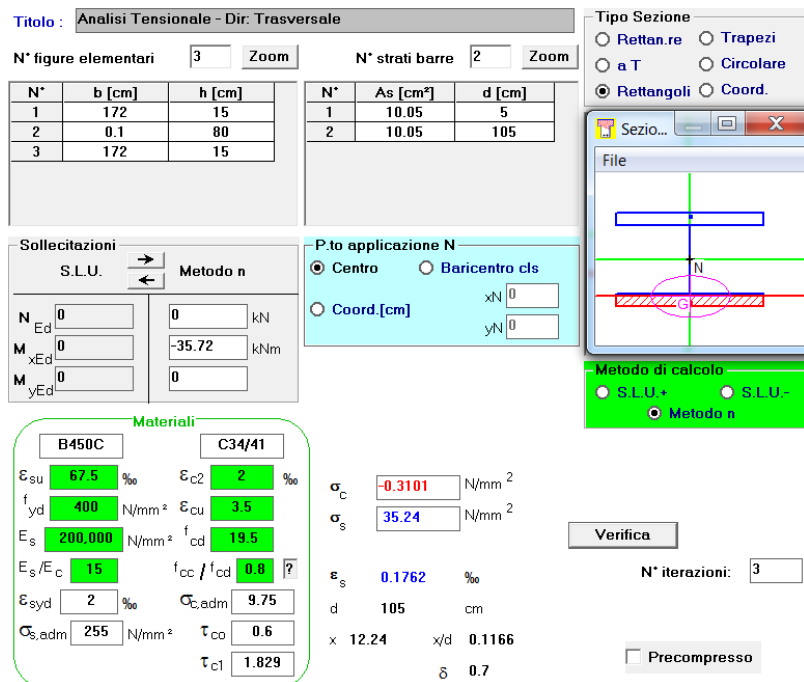 Titolo : Analisi Tensionale - Dir: Trasversale
N° figure elementari 3 Zoom N° strati barre 2 Zoom
N° b [cm] h [cm]
1 172 15
2 0.1 80
3 172 15
N° As [cm²] d [cm]
1 10.05 5
2 10.05 105
Tipo Sezione
Rettan.re Trapezi
a T Circolare
Rettangoli Coord.
Sezio...
File
N
G
Sollecitazioni
S.L.U. Metodo n
N Ed 0 0 kN
M xEd 0 -35.72 kNm
M yEd 0 0
P.to applicazione N
Centro Baricentro cls
Coord.[cm] xN 0
yN 0
Metodo di calcolo
S.L.U.+ S.L.U.-
Metodo n
Materiali
B450C C34/41
εsu 67.5 ‰ εc2 2 ‰
fyd 400 N/mm² εcu 3.5
Es 200,000 N/mm² fcd 19.5
Es/Ec 15 fcc / fcd 0.8 ?
εsyd 2 ‰ σc,adm 9.75
σs,adm 255 N/mm² τco 0.6
τc1 1.829
σc -0.3101 N/mm²
σs 35.24 N/mm²
εs 0.1762 ‰
d 105 cm
x 12.24 x/d 0.1166
δ 0.7
Verifica
N° iterazioni: 3
Precompresso